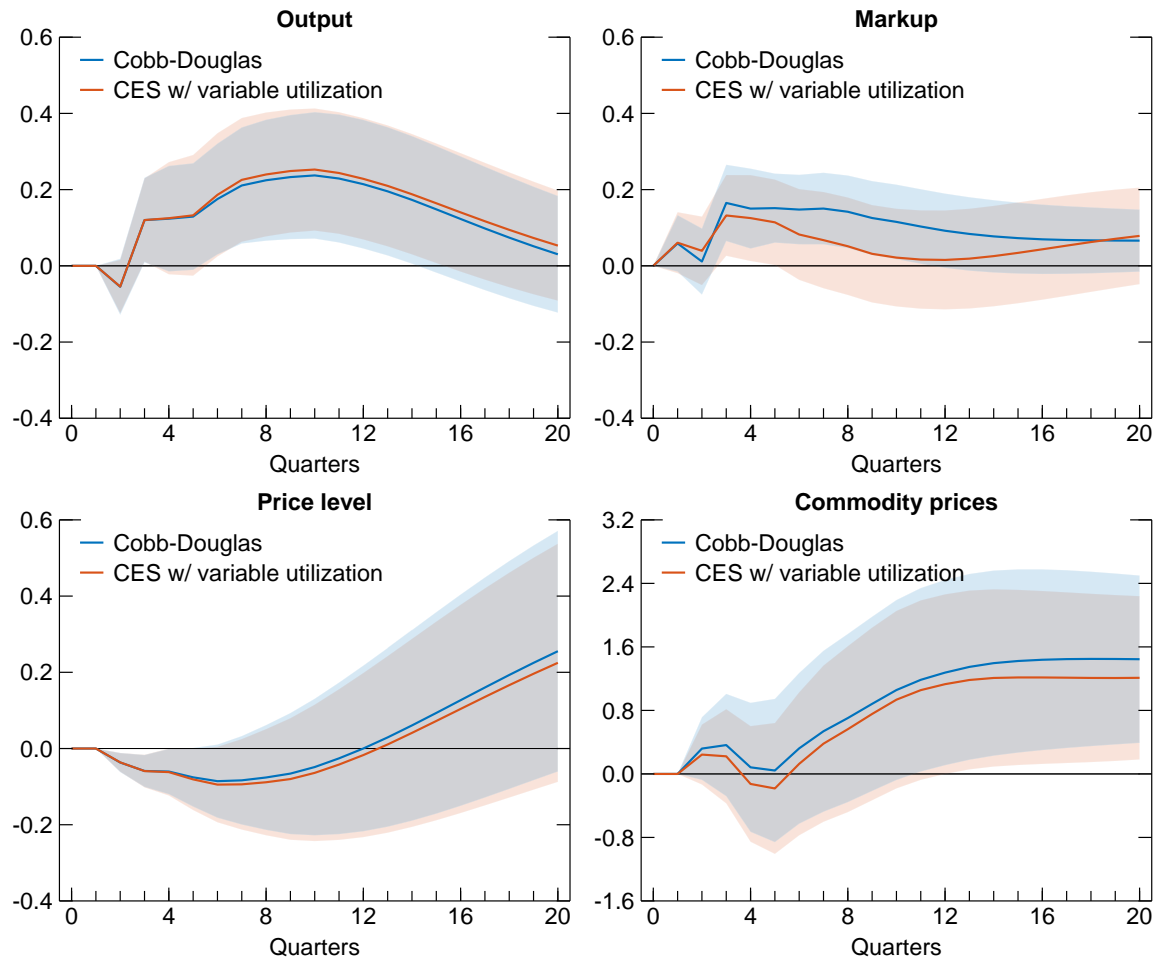 Output
0.6
Cobb-Douglas
CES w/ variable utilization
0.4
0.2
0.0
-0.2
-0.4
0 4 8 12 16 20
Quarters
Markup
0.6
Cobb-Douglas
CES w/ variable utilization
0.4
0.2
0.0
-0.2
-0.4
0 4 8 12 16 20
Quarters
Price level
0.6
Cobb-Douglas
CES w/ variable utilization
0.4
0.2
0.0
-0.2
-0.4
0 4 8 12 16 20
Quarters
Commodity prices
3.2
Cobb-Douglas
CES w/ variable utilization
2.4
1.6
0.8
0.0
-0.8
-1.6
0 4 8 12 16 20
Quarters